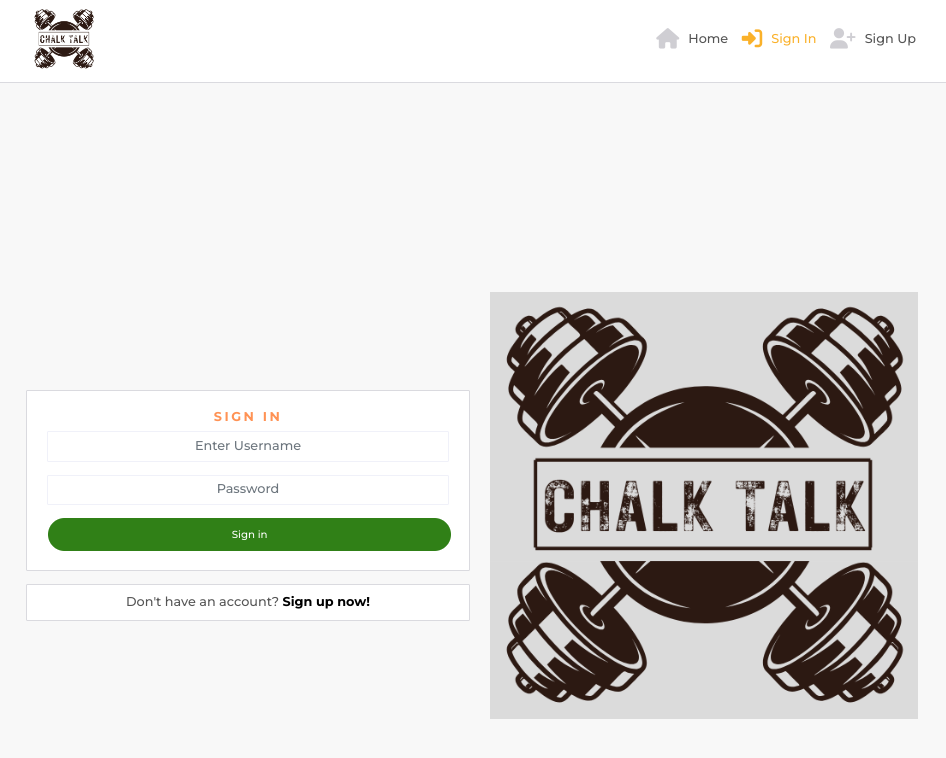 CHALK TALK
Home Sign In Sign Up
SIGN IN
Enter Username
Password
Sign in
Don't have an account? Sign up now!
CHALK TALK